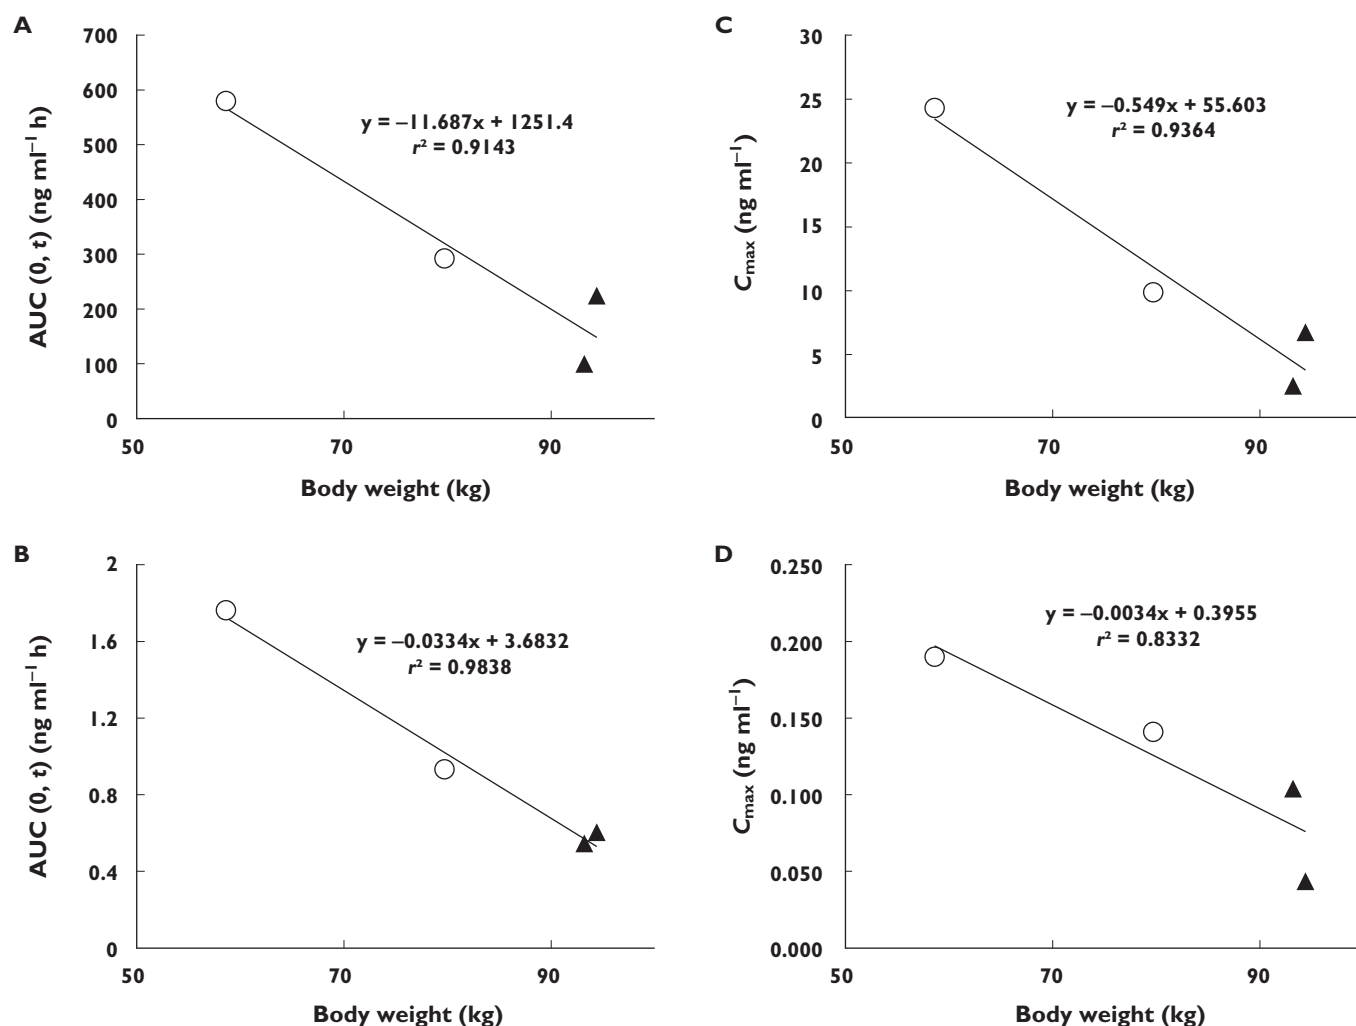 A
700
600
500
400
300
200
100
0
AUC (0, t) (ng ml⁻¹ h)
y = –11.687x + 1251.4
r² = 0.9143
50
70
90
Body weight (kg)
C
30
25
20
15
10
5
0
Cmax (ng ml⁻¹)
y = –0.549x + 55.603
r² = 0.9364
50
70
90
Body weight (kg)
B
2
1.6
1.2
0.8
0.4
0
AUC (0, t) (ng ml⁻¹ h)
y = –0.0334x + 3.6832
r² = 0.9838
50
70
90
Body weight (kg)
D
0.250
0.200
0.150
0.100
0.050
0.000
Cmax (ng ml⁻¹)
y = –0.0034x + 0.3955
r² = 0.8332
50
70
90
Body weight (kg)